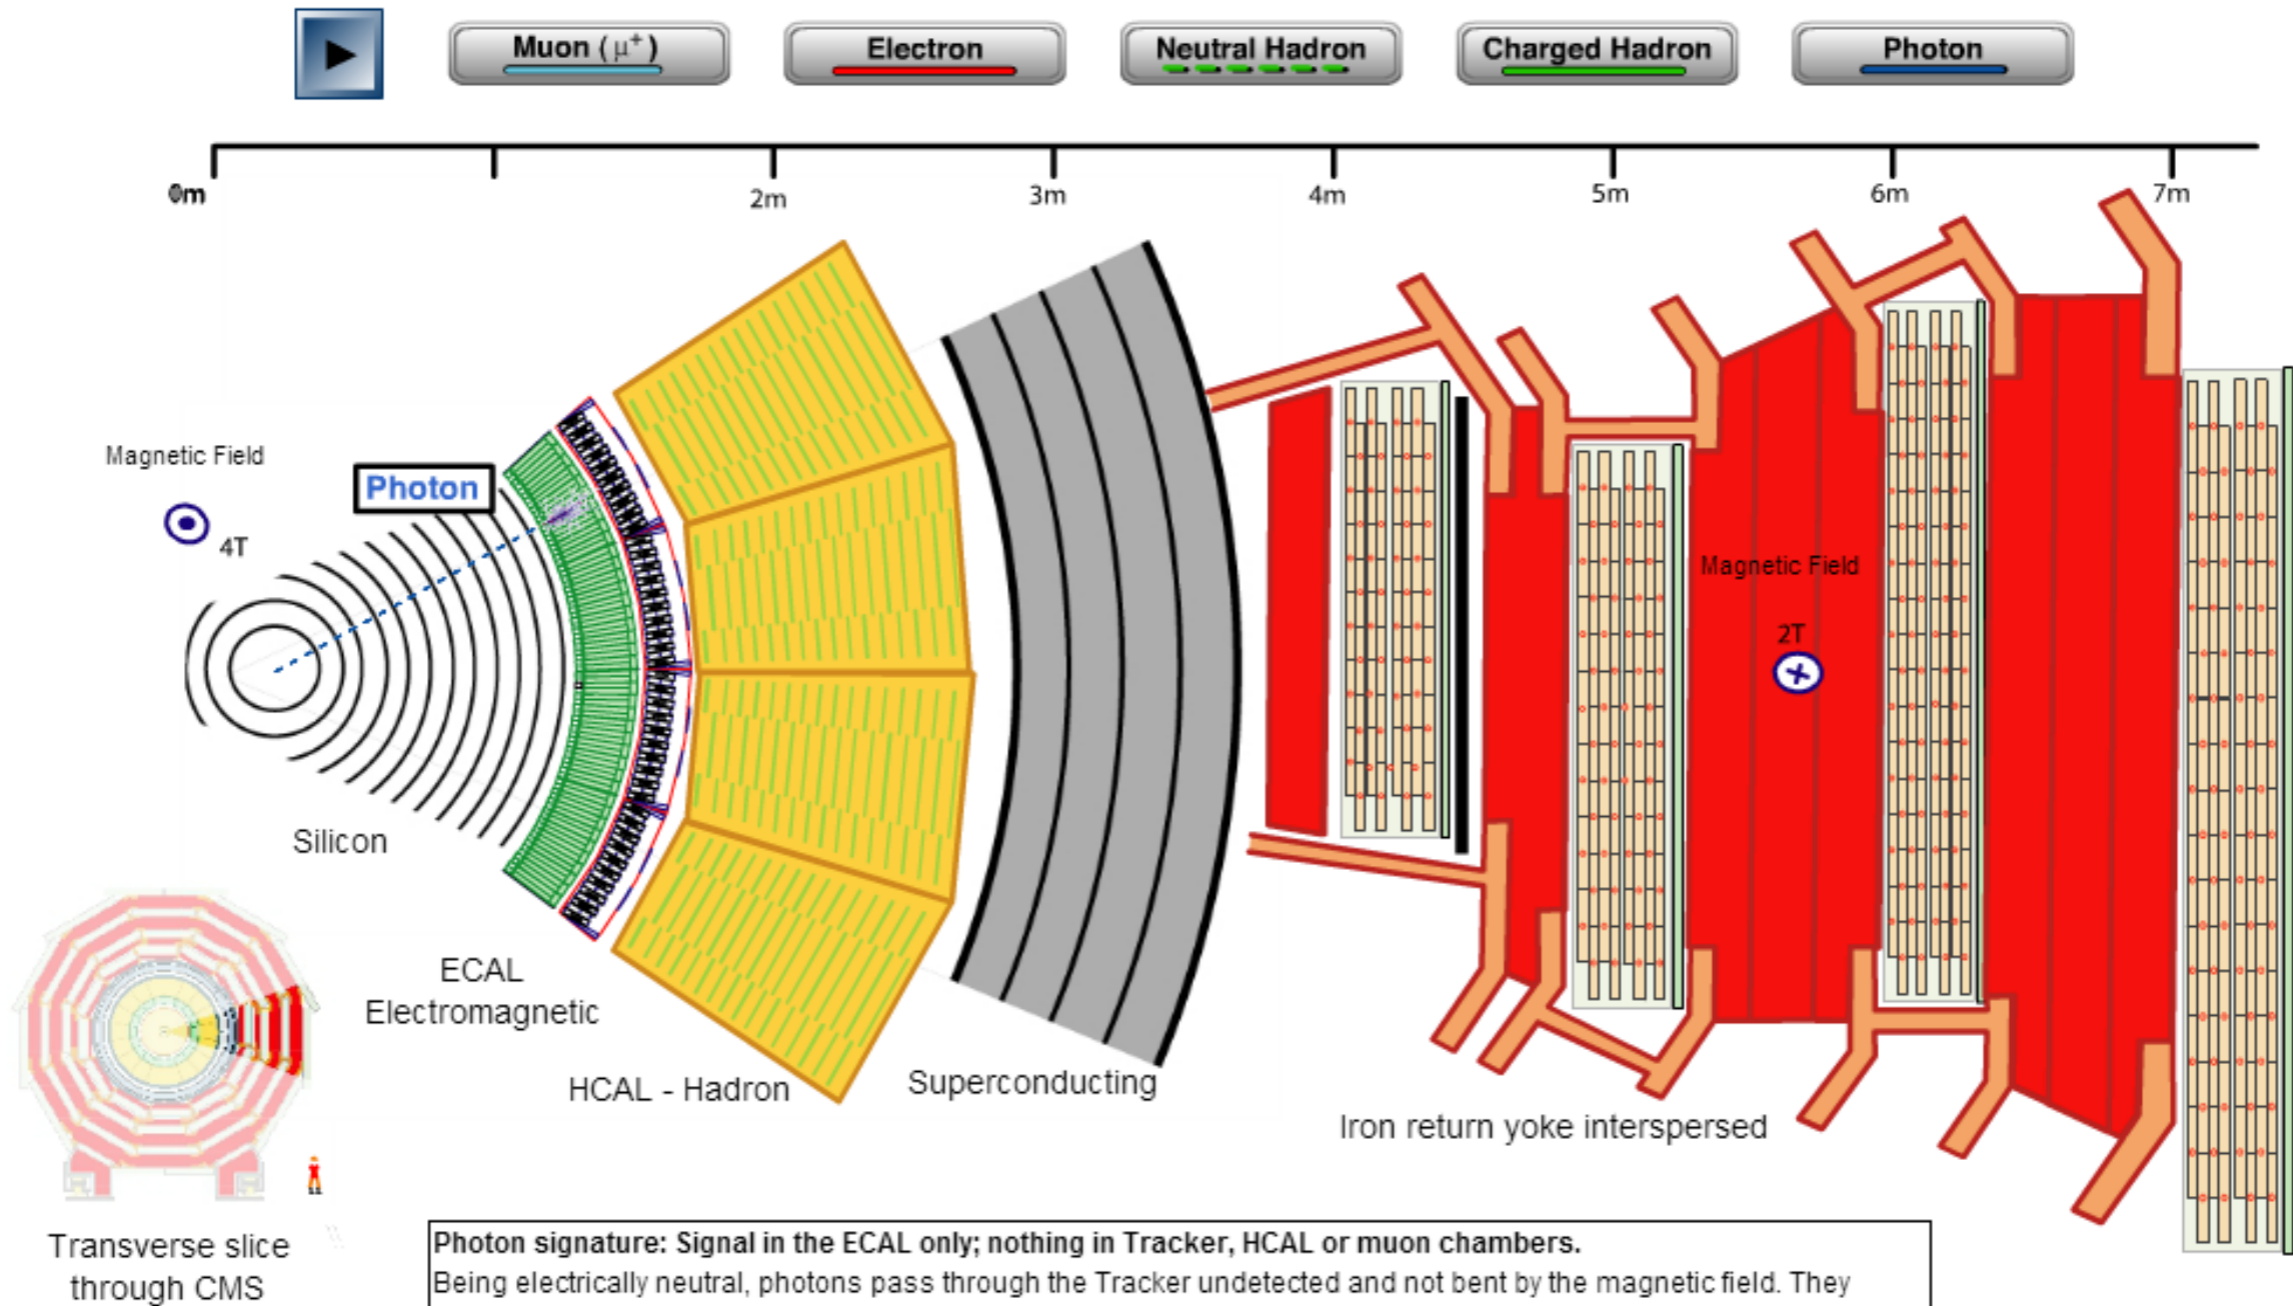 Muon (μ⁺)
Electron
Neutral Hadron
Charged Hadron
Photon
0m
2m
3m
4m
5m
6m
7m
Magnetic Field
4T
Photon
Magnetic Field
2T
Silicon
ECAL
Electromagnetic
HCAL - Hadron
Superconducting
Iron return yoke interspersed
Transverse slice
through CMS
Photon signature: Signal in the ECAL only; nothing in Tracker, HCAL or muon chambers.
Being electrically neutral, photons pass through the Tracker undetected and not bent by the magnetic field. They